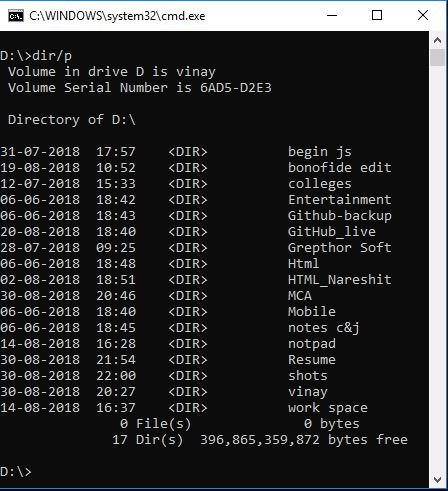 C:\WINDOWS\system32\cmd.exe
D:\>dir/p
 Volume in drive D is vinay
 Volume Serial Number is 6AD5-D2E3
 Directory of D:\
31-07-2018  17:57    <DIR>          begin js
19-08-2018  10:52    <DIR>          bonofide edit
12-07-2018  15:33    <DIR>          colleges
06-06-2018  18:42    <DIR>          Entertainment
06-06-2018  18:43    <DIR>          Github-backup
20-08-2018  18:40    <DIR>          GitHub_live
28-07-2018  09:25    <DIR>          Grepthor Soft
06-06-2018  18:48    <DIR>          Html
02-08-2018  18:51    <DIR>          HTML_Nareshit
30-08-2018  20:46    <DIR>          MCA
06-06-2018  18:40    <DIR>          Mobile
06-06-2018  18:45    <DIR>          notes c&j
14-08-2018  16:28    <DIR>          notpad
30-08-2018  21:54    <DIR>          Resume
30-08-2018  22:00    <DIR>          shots
30-08-2018  20:27    <DIR>          vinay
14-08-2018  16:37    <DIR>          work space
               0 File(s)              0 bytes
              17 Dir(s)  396,865,359,872 bytes free
D:\>